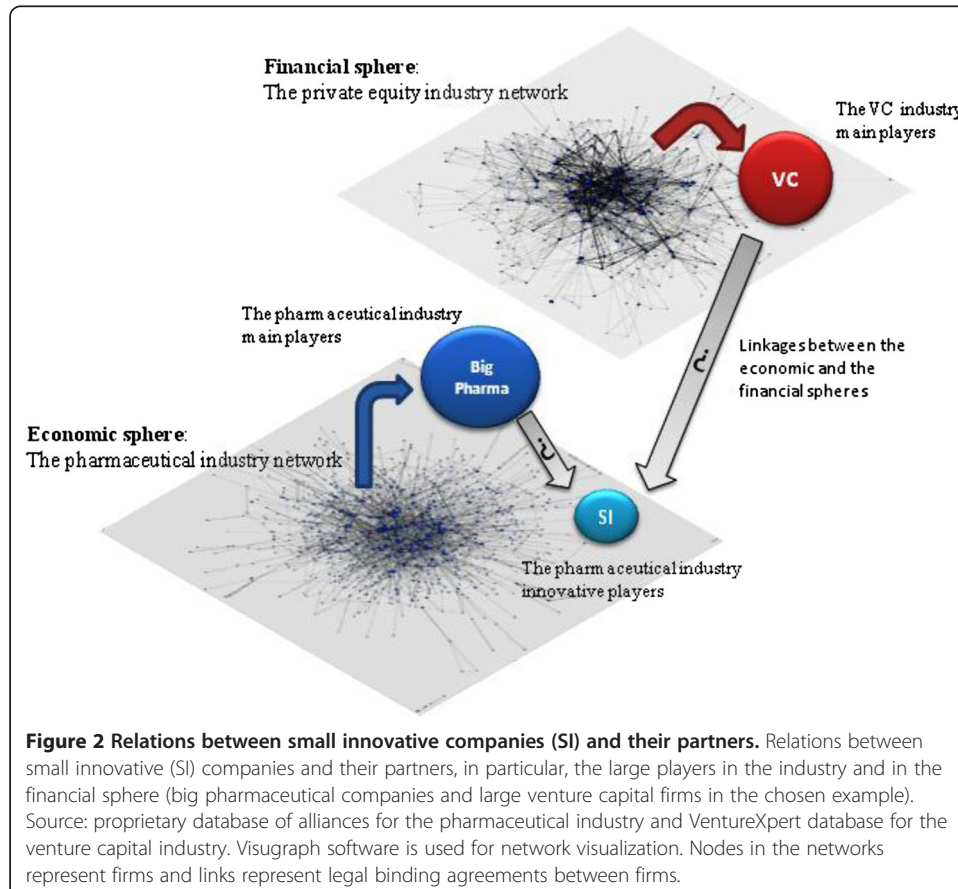 Financial sphere:
The private equity industry network
The VC industry
main players
VC
The pharmaceutical industry
main players
Big
Pharma
?
?
Linkages between the
economic and the
financial spheres
Economic sphere:
The pharmaceutical industry network
SI
The pharmaceutical industry
innovative players
Figure 2 Relations between small innovative companies (SI) and their partners. Relations between
small innovative (SI) companies and their partners, in particular, the large players in the industry and in the
financial sphere (big pharmaceutical companies and large venture capital firms in the chosen example).
Source: proprietary database of alliances for the pharmaceutical industry and VentureXpert database for the
venture capital industry. Visugraph software is used for network visualization. Nodes in the networks
represent firms and links represent legal binding agreements between firms.